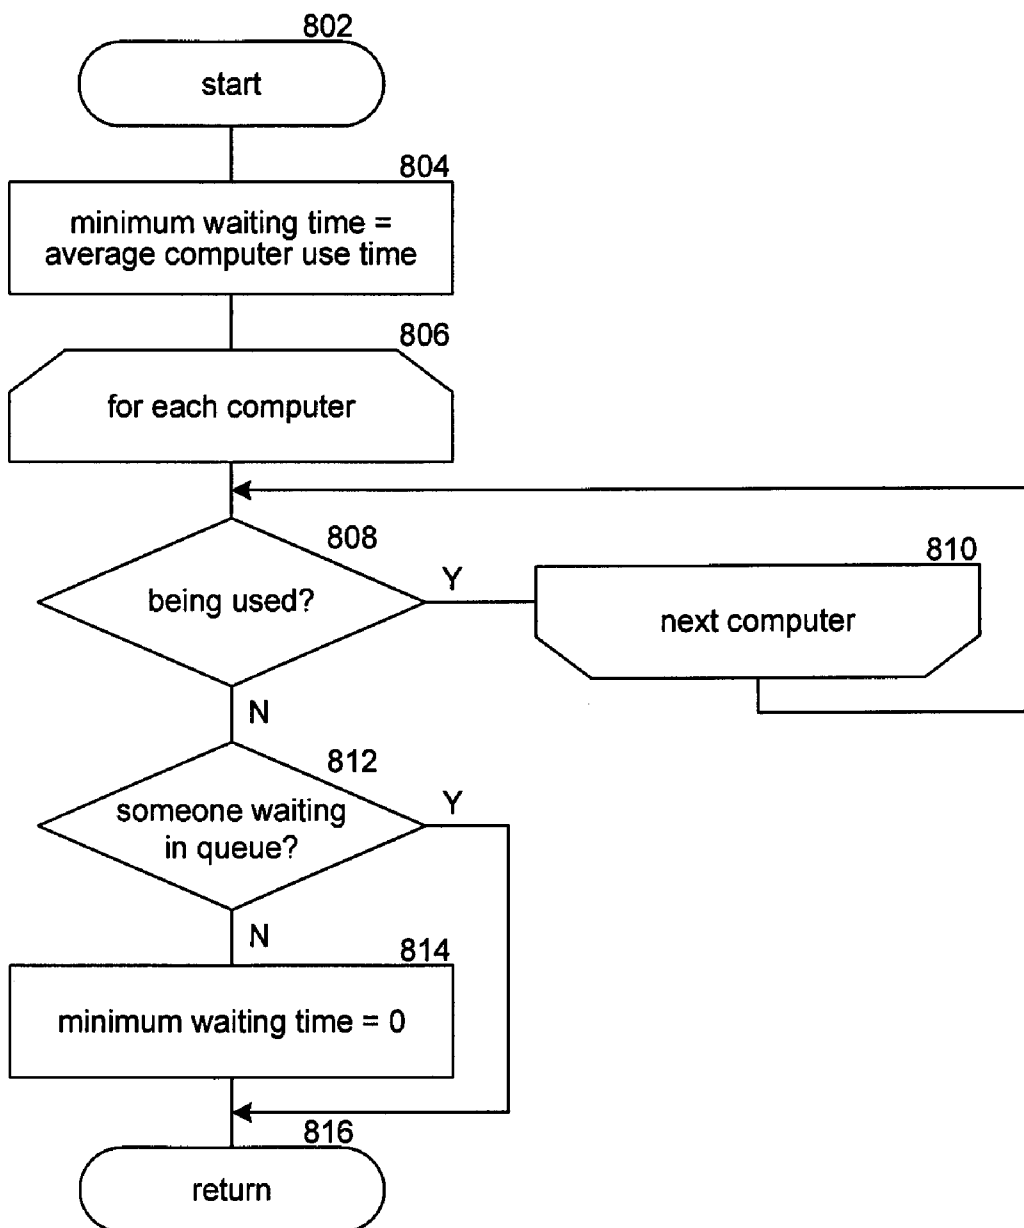 802
start
804
minimum waiting time =
average computer use time
806
for each computer
808
being used?
Y
810
next computer
N
812
someone waiting
in queue?
Y
N
814
minimum waiting time = 0
816
return